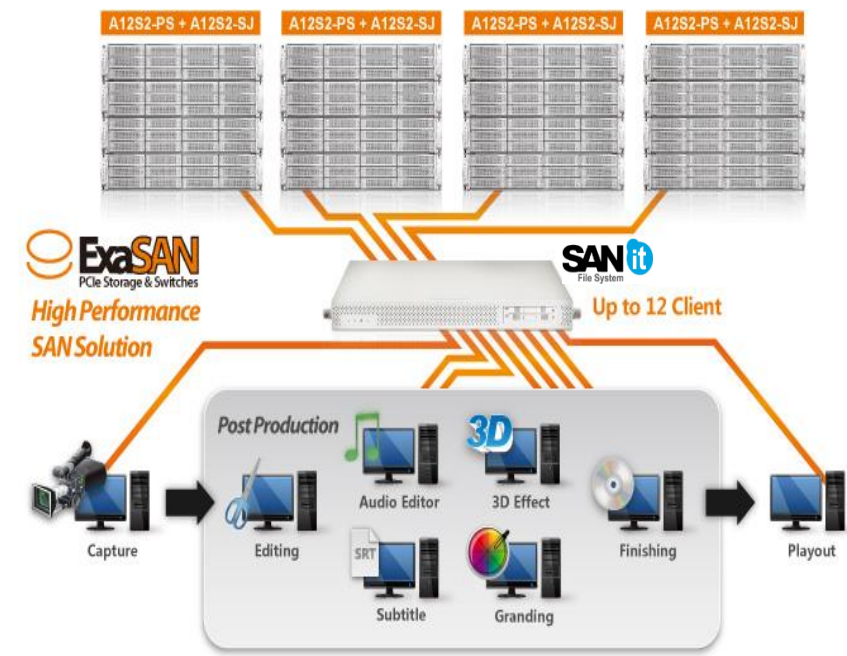 A12S2-PS + A12S2-SJ
A12S2-PS + A12S2-SJ
A12S2-PS + A12S2-SJ
A12S2-PS + A12S2-SJ
ExaSAN
PCIe Storage & Switches
High Performance
SAN Solution
SAN it
File System
Up to 12 Client
Post Production
Capture
Editing
Audio Editor
3D
3D Effect
SRT
Subtitle
Granding
Finishing
Playout